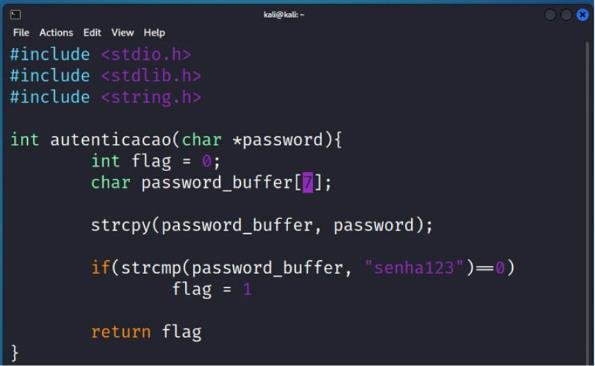 kali@kali: ~
File Actions Edit View Help
#include <stdio.h>
#include <stdlib.h>
#include <string.h>
int autenticacao(char *password){
        int flag = 0;
        char password_buffer[7];
        strcpy(password_buffer, password);
        if(strcmp(password_buffer, "senha123")==0)
                flag = 1
        return flag
}